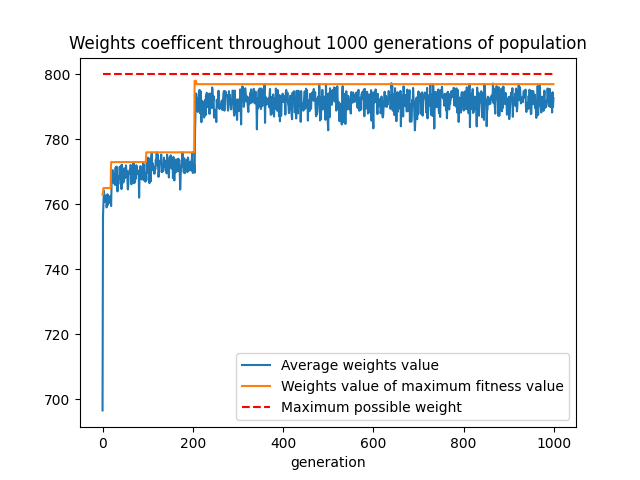 Weights coefficent throughout 1000 generations of population
800
780
760
740
720
700
Average weights value
Weights value of maximum fitness value
Maximum possible weight
0 200 400 600 800 1000
generation